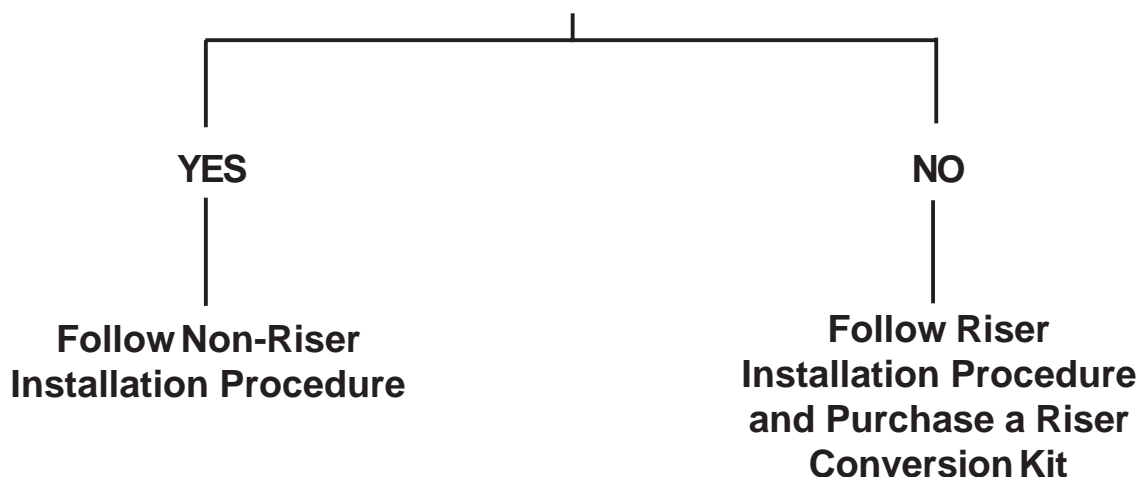 YES
NO
Follow Non-Riser
Installation Procedure
Follow Riser
Installation Procedure
and Purchase a Riser
Conversion Kit